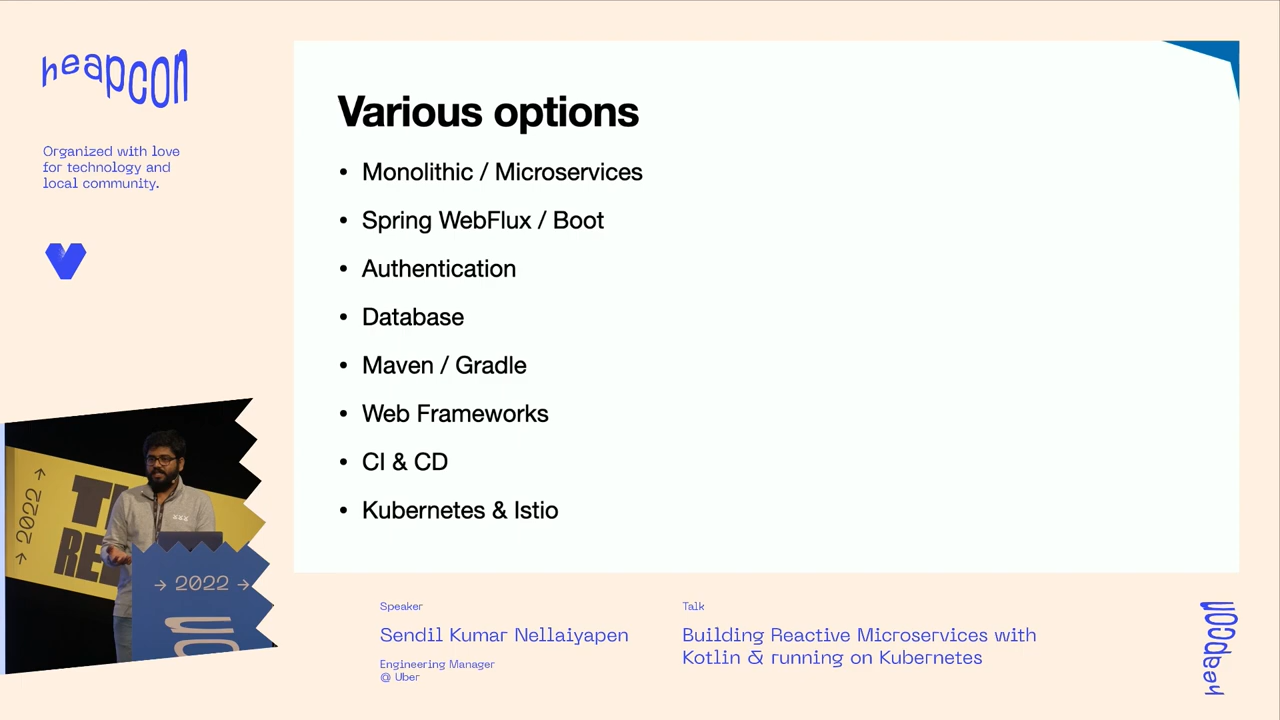 heapcon
Organized with love
for technology and
local community.
Various options
• Monolithic / Microservices
• Spring WebFlux / Boot
• Authentication
• Database
• Maven / Gradle
• Web Frameworks
• CI & CD
• Kubernetes & Istio
→ 2022 →
→ 2022 →
Speaker
Sendil Kumar Nellaiyapen
Engineering Manager
@ Uber
Talk
Building Reactive Microservices with
Kotlin & running on Kubernetes
heapcon